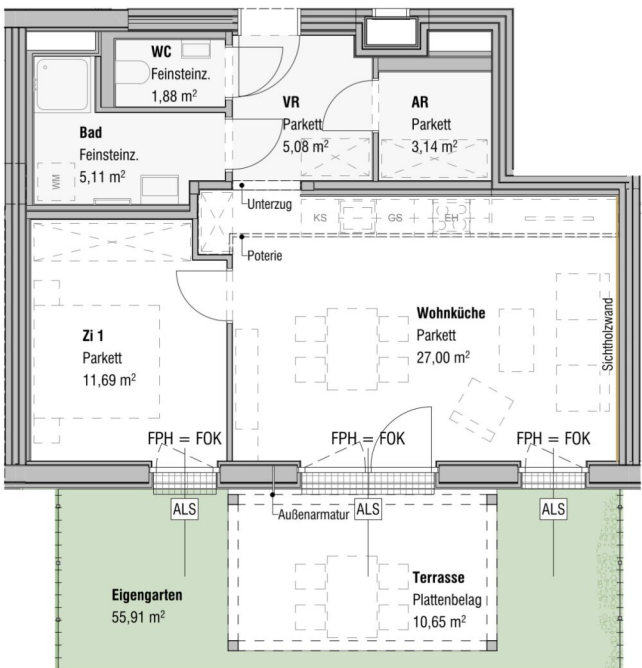 WC
Feinsteinz.
1,88 m²
VR
Parkett
5,08 m²
AR
Parkett
3,14 m²
Bad
Feinsteinz.
5,11 m²
WM
Unterzug
KS
GS
EH
Poterie
Zi 1
Parkett
11,69 m²
Wohnküche
Parkett
27,00 m²
Sichtholzwand
FPH = FOK
FPH = FOK
FPH = FOK
ALS
Außenarmatur
ALS
ALS
Eigengarten
55,91 m²
Terrasse
Plattenbelag
10,65 m²